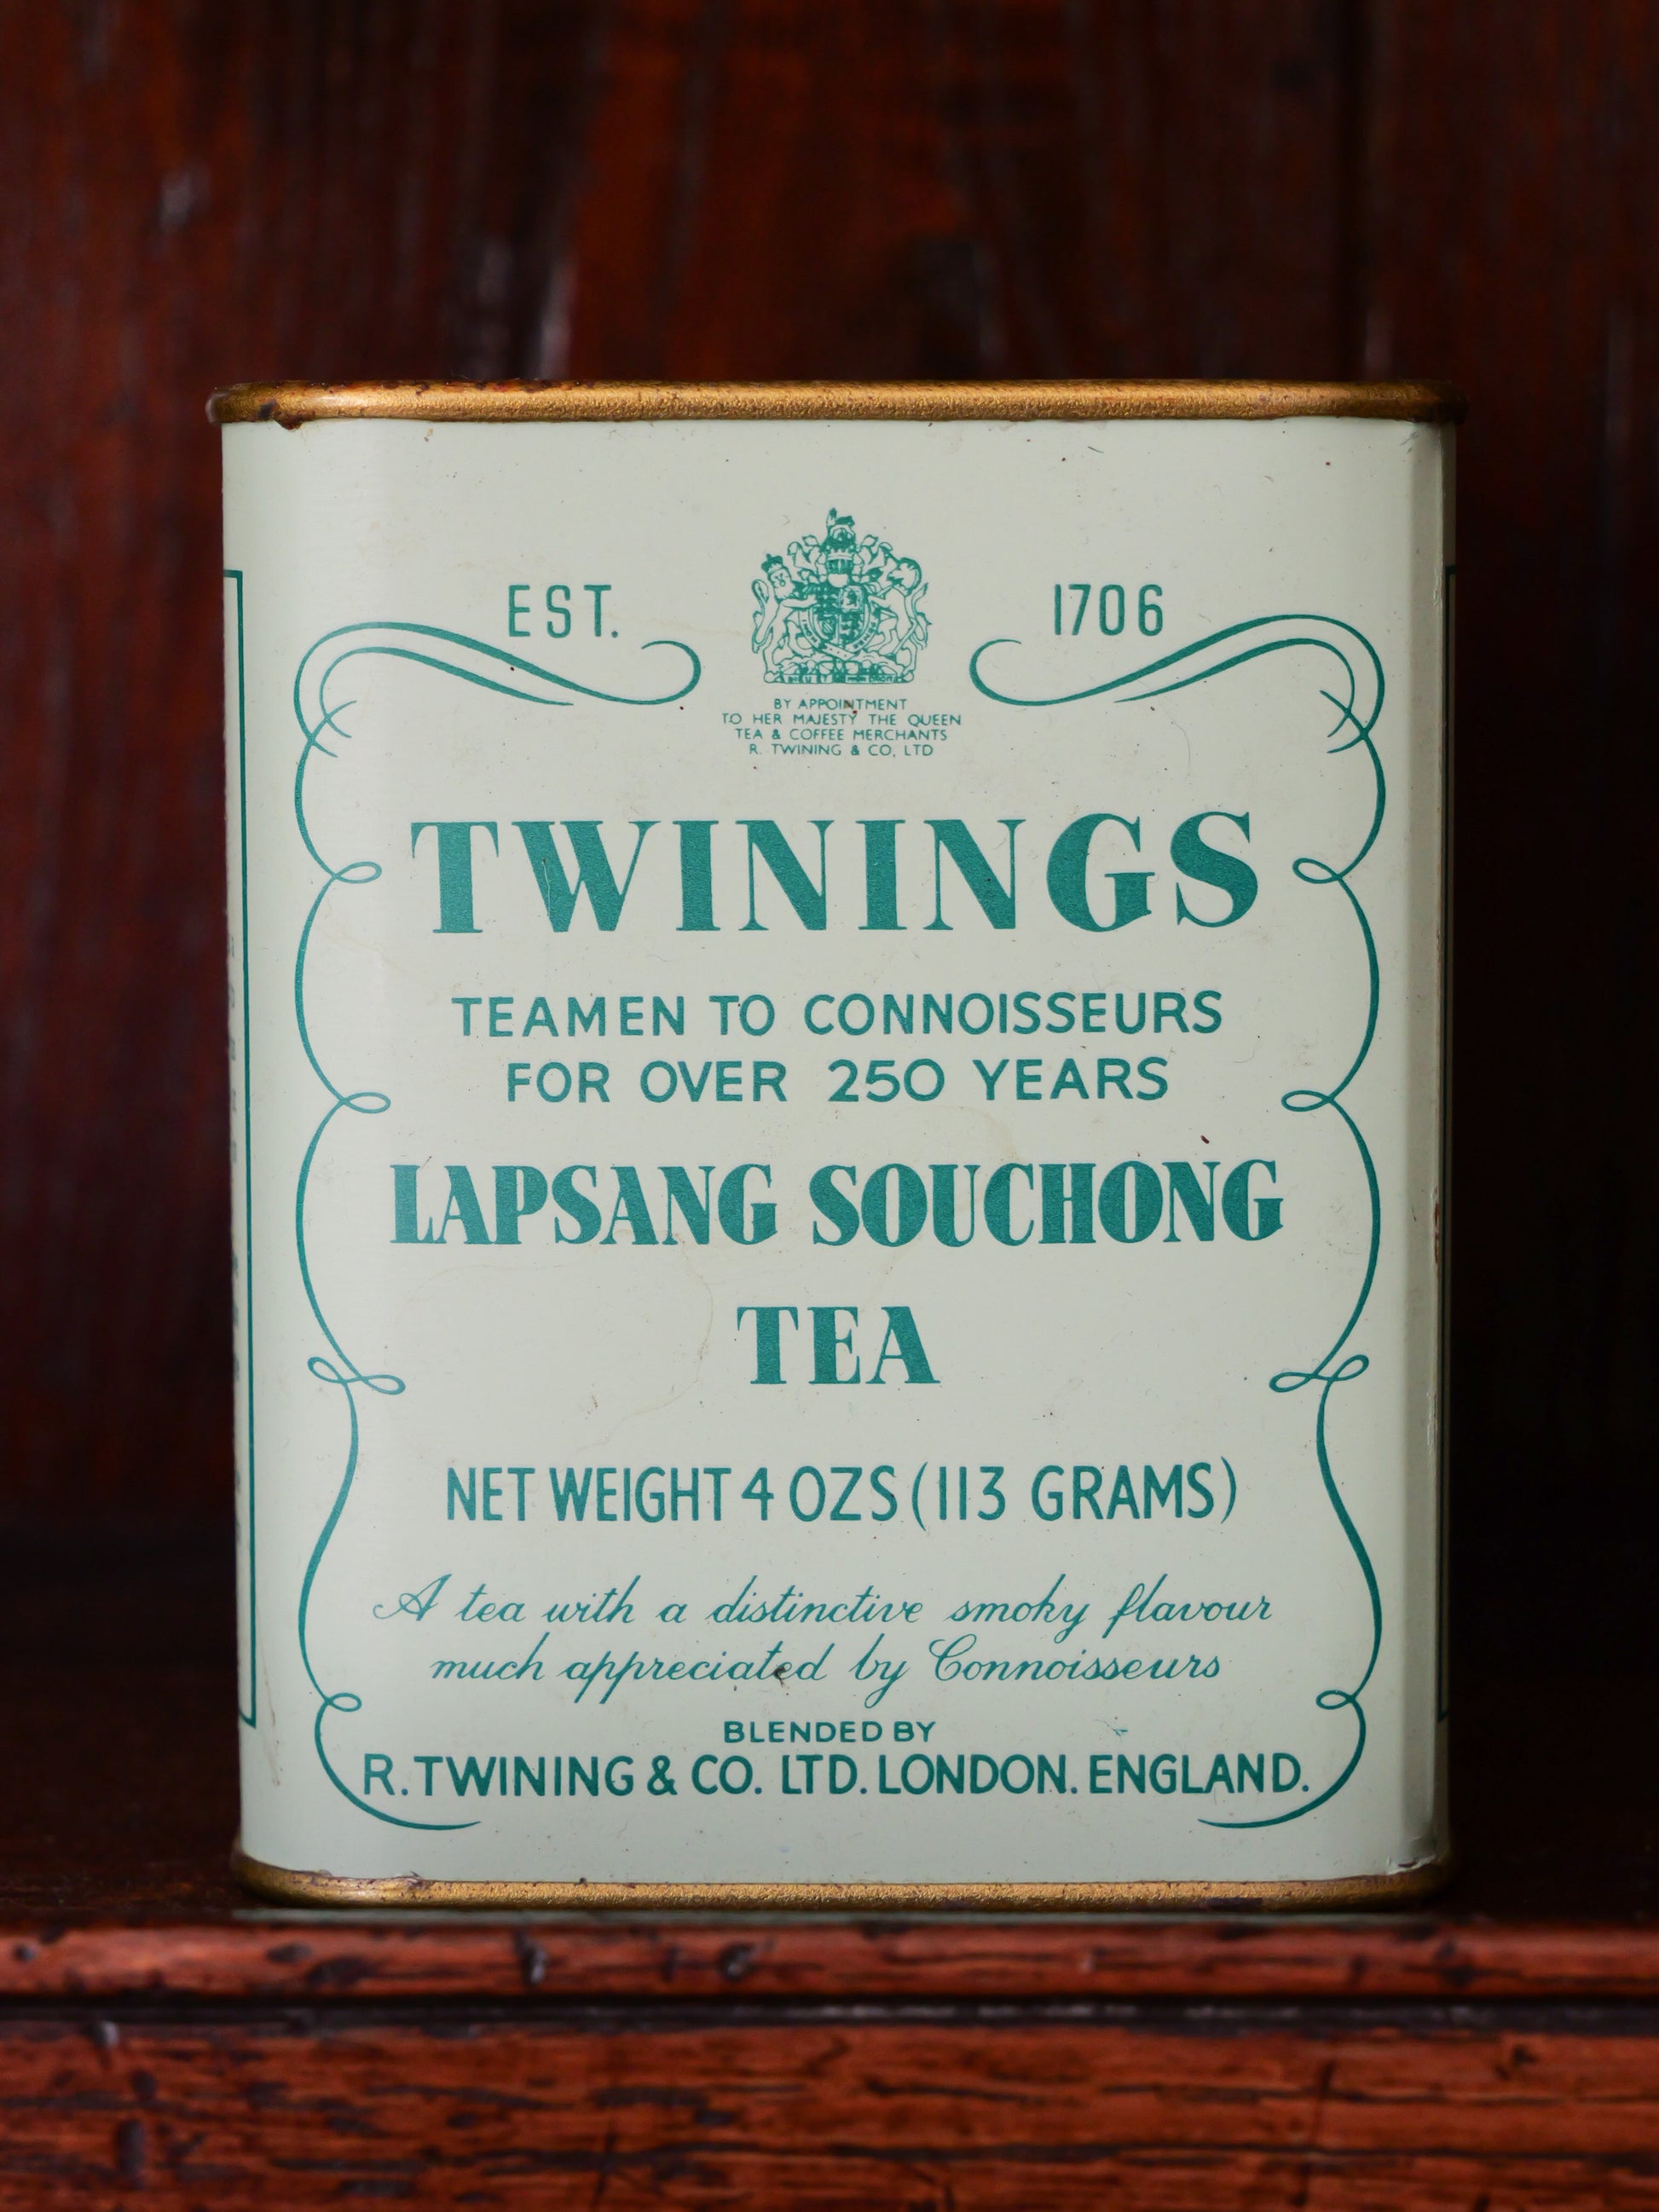 EST. 1706
BY APPOINTMENT
TO HER MAJESTY THE QUEEN
TEA & COFFEE MERCHANTS
R. TWINING & CO, LTD
TWININGS
TEAMEN TO CONNOISSEURS
FOR OVER 250 YEARS
LAPSANG SOUCHONG
TEA
NET WEIGHT 4 OZS (113 GRAMS)
A tea with a distinctive smoky flavour
much appreciated by Connoisseurs
BLENDED BY
R. TWINING & CO. LTD. LONDON. ENGLAND.